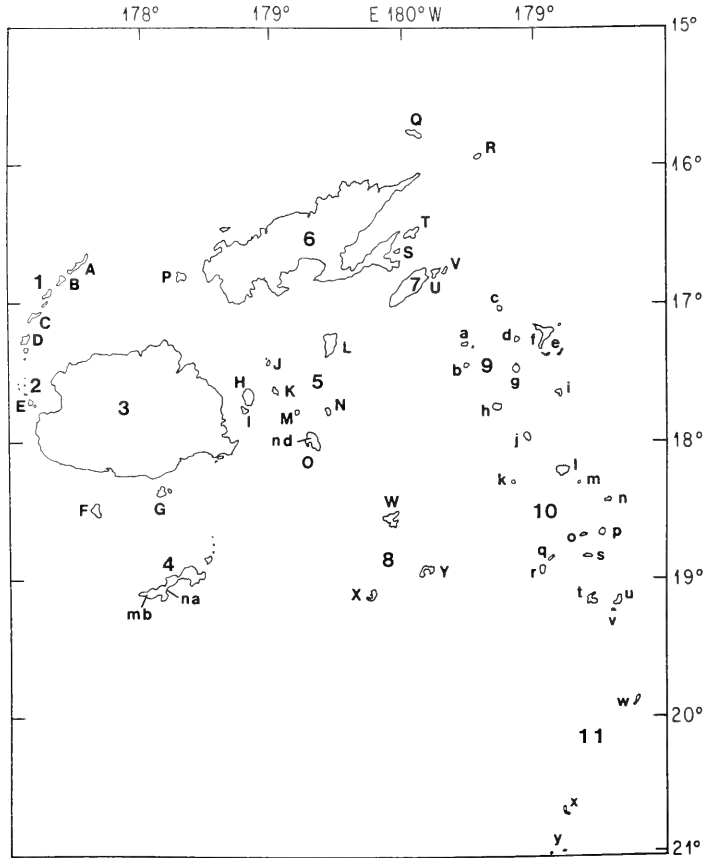 178° 179° E 180° W 179° 15°
Q
R
16°
T
6
S
A
V
P
7
1
B
U
17°
c
C
a
d
f
e
D
L
J
b
9
g
2
H
K
5
i
E
3
I
M
N
h
18°
nd
j
O
l
k
m
F
G
W
n
10
o
p
4
8
q
s
r
Y
19°
X
mb
na
t
u
v
w
20°
11
x
y
21°